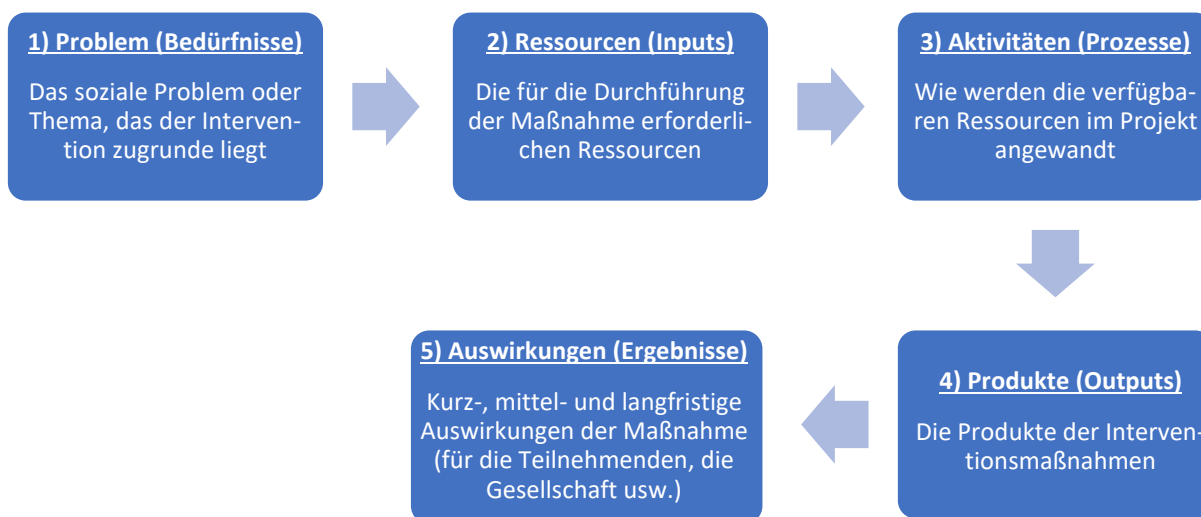 1) Problem (Bedürfnisse)
Das soziale Problem oder
Thema, das der Interven-
tion zugrunde liegt
2) Ressourcen (Inputs)
Die für die Durchführung
der Maßnahme erforderli-
chen Ressourcen
3) Aktivitäten (Prozesse)
Wie werden die verfügba-
ren Ressourcen im Projekt
angewandt
4) Produkte (Outputs)
Die Produkte der Interven-
tionsmaßnahmen
5) Auswirkungen (Ergebnisse)
Kurz-, mittel- und langfristige
Auswirkungen der Maßnahme
(für die Teilnehmenden, die
Gesellschaft usw.)